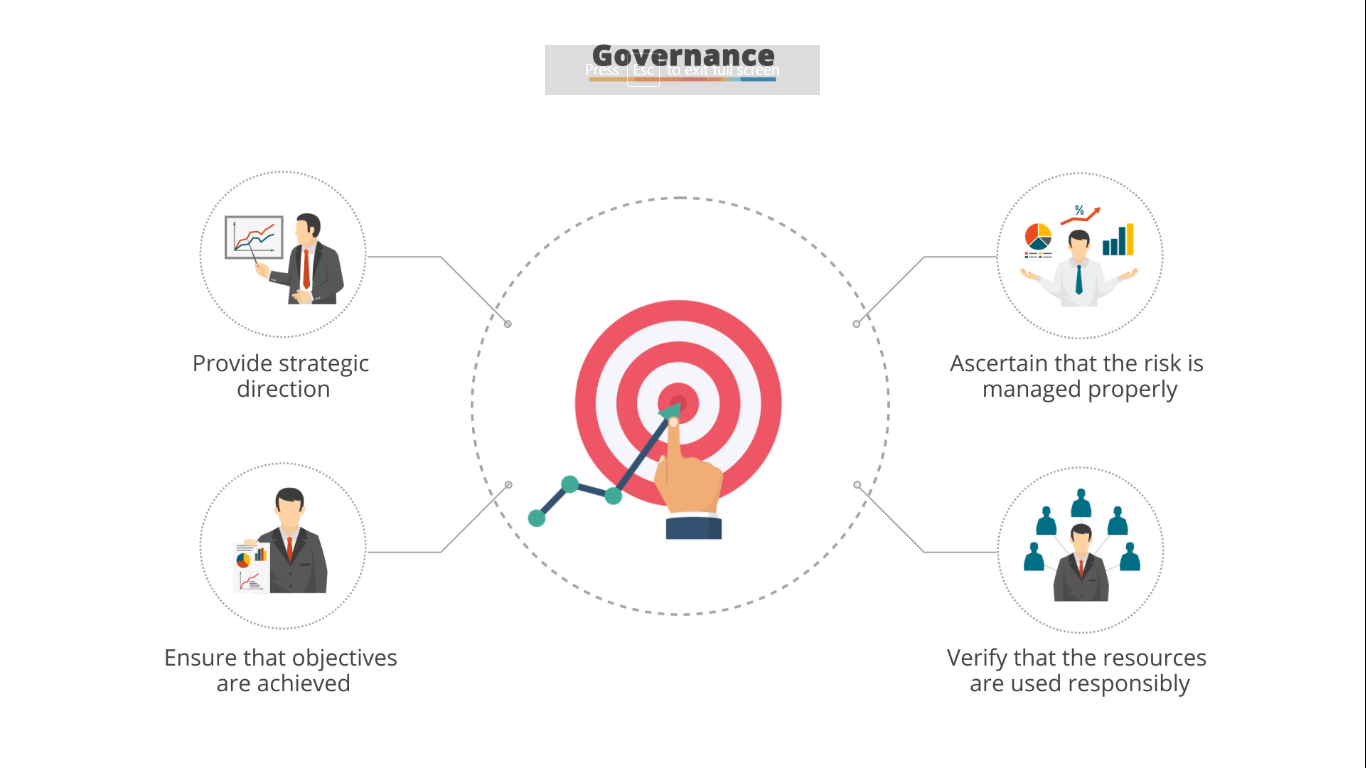 Governance
Press Esc to exit full screen
%
Provide strategic
direction
Ascertain that the risk is
managed properly
Ensure that objectives
are achieved
Verify that the resources
are used responsibly